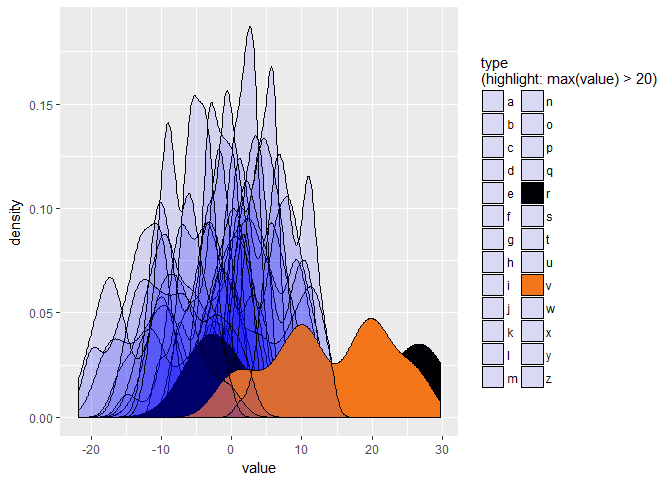 type
(highlight: max(value) > 20)
a n
b o
c p
d q
e r
f s
g t
h u
i v
j w
k x
l y
m z
0.15
0.10
0.05
0.00
density
-20 -10 0 10 20 30
value